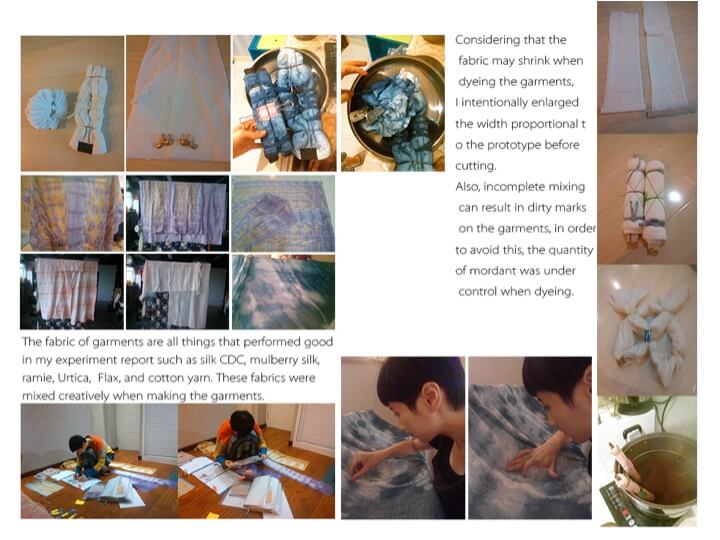 Considering that the
fabric may shrink when
dyeing the garments,
I intentionally enlarged
the width proportional t
o the prototype before
cutting.
Also, incomplete mixing
can result in dirty marks
on the garments, in order
to avoid this, the quantity
of mordant was under
control when dyeing.
The fabric of garments are all things that performed good
in my experiment report such as silk CDC, mulberry silk,
ramie, Urtica, Flax, and cotton yarn. These fabrics were
mixed creatively when making the garments.